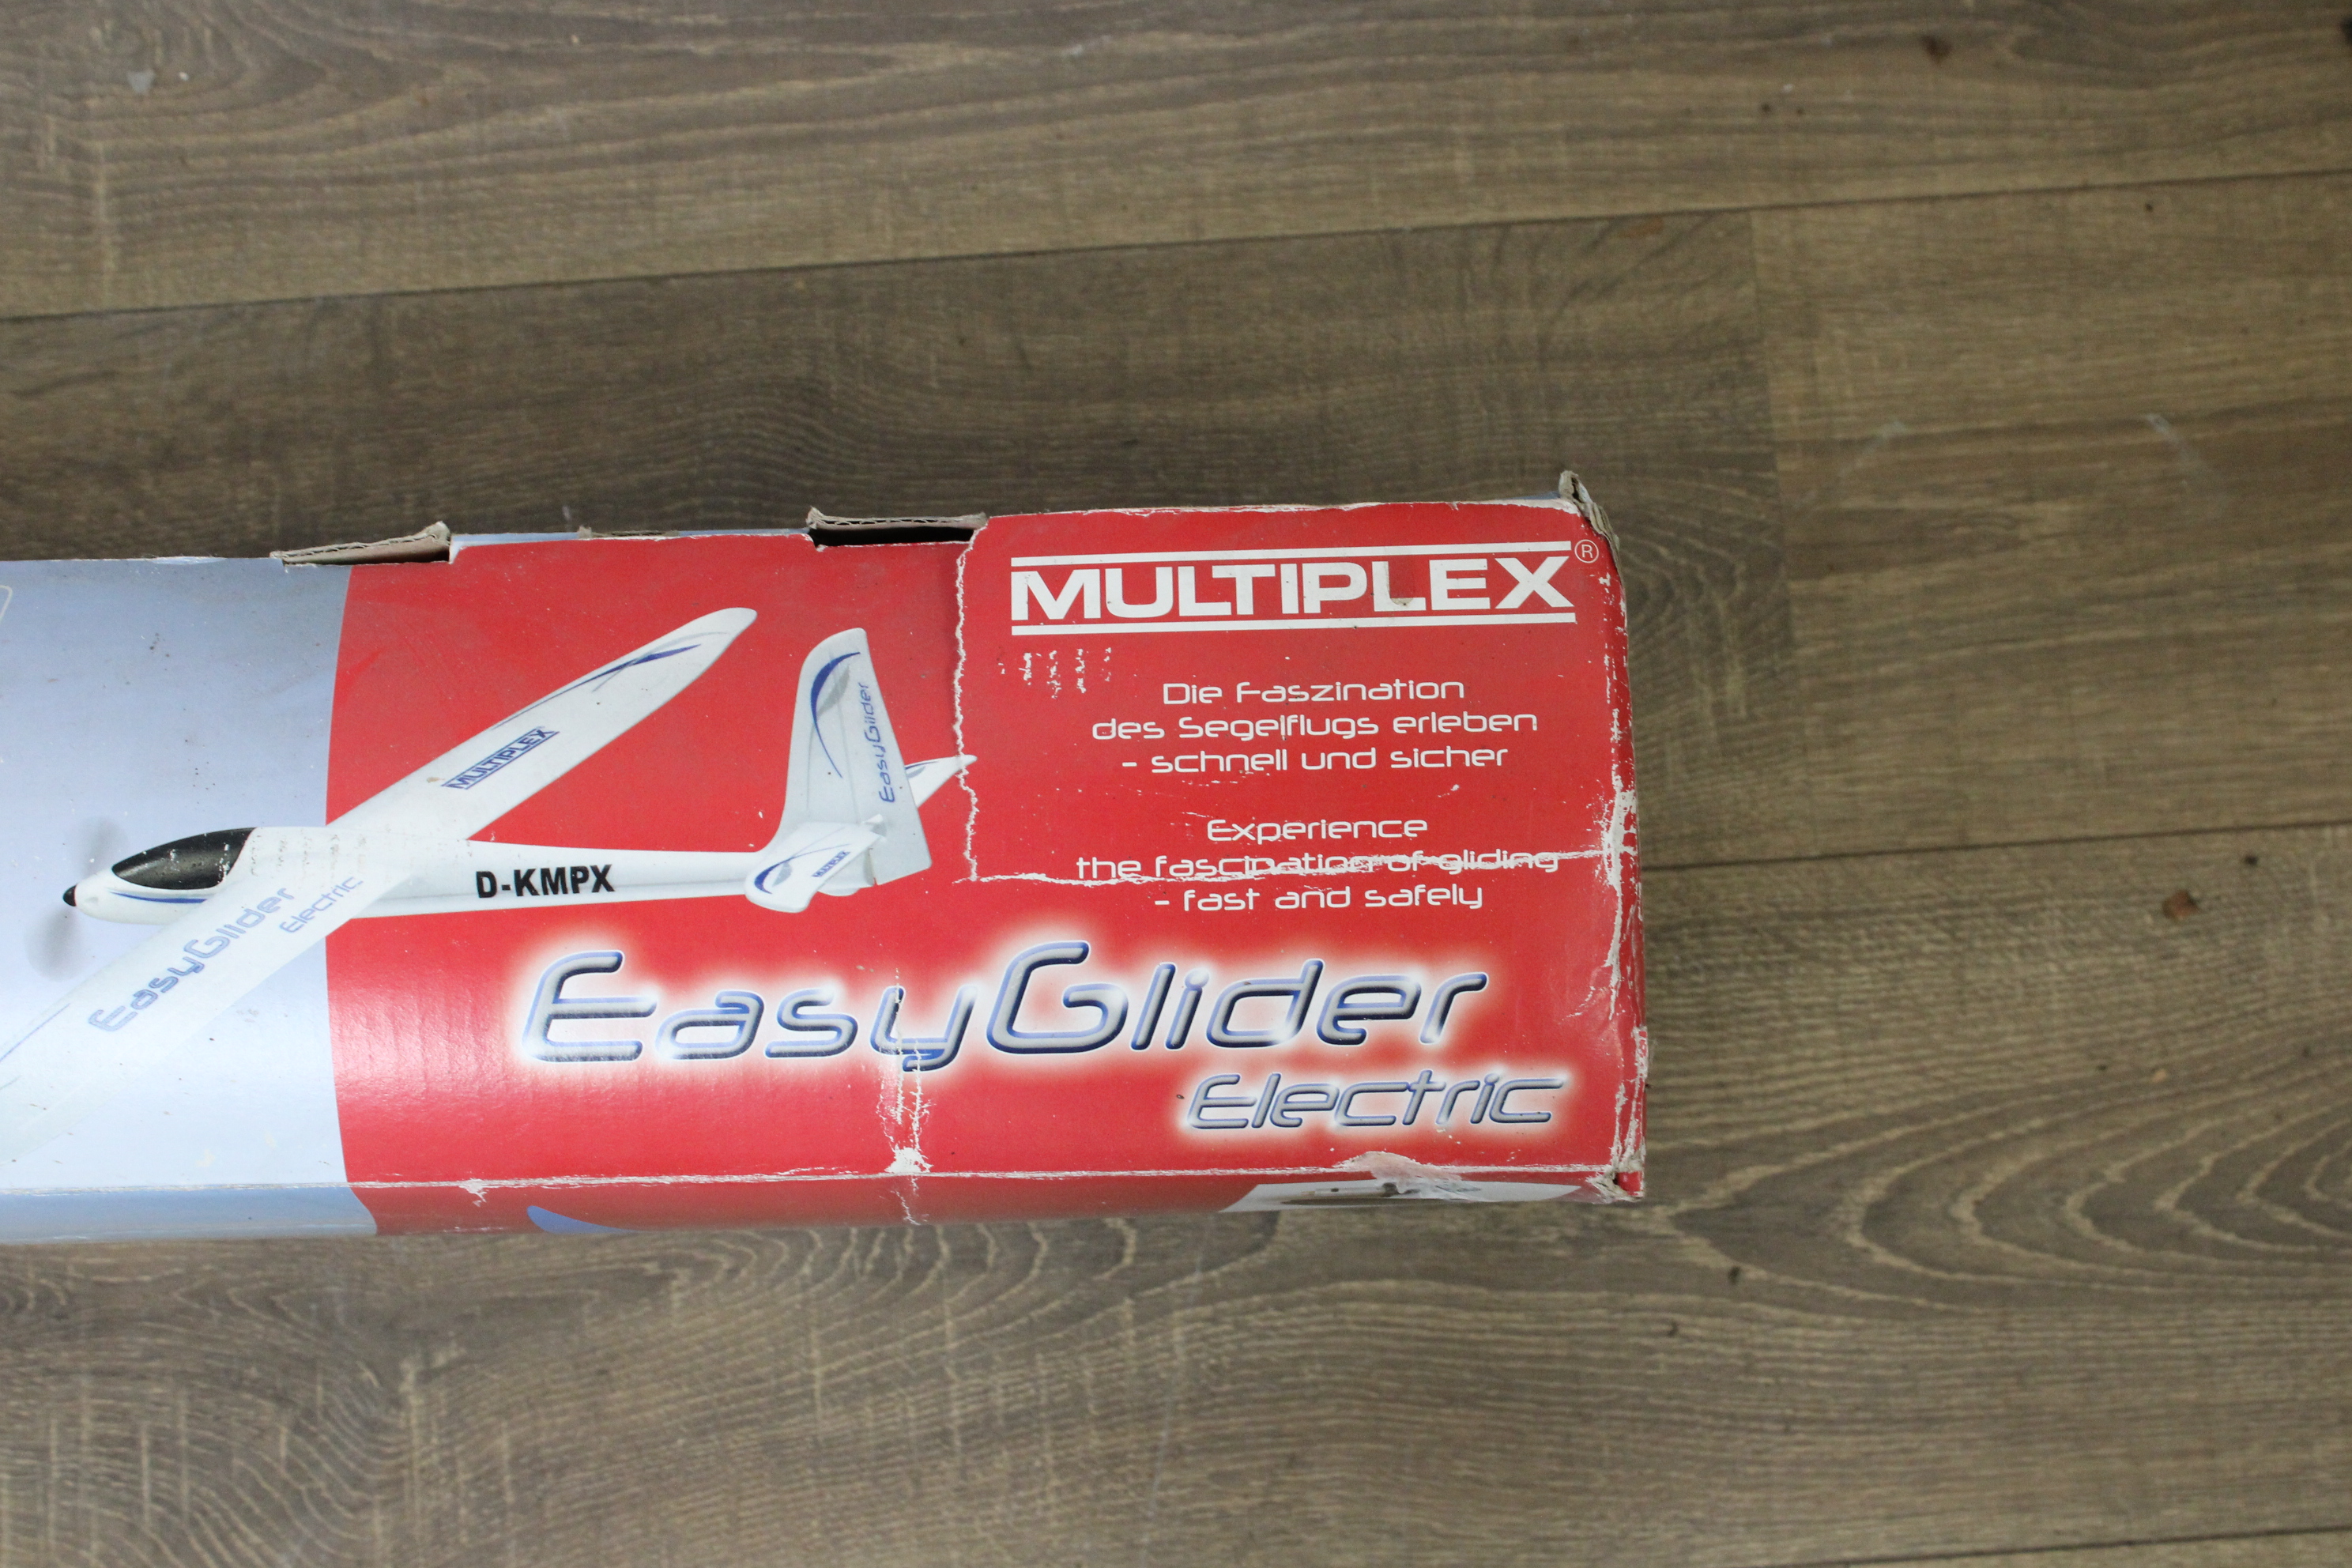 MULTIPLEX®
Die Faszination
des Segelflugs erleben
- schnell und sicher
Experience
the fascination of gliding
- fast and safely
EasyGlider
Electric
MULTIPLEX
EasyGlider
D-KMPX
MULTIPLEX
EasyGlider
Electric